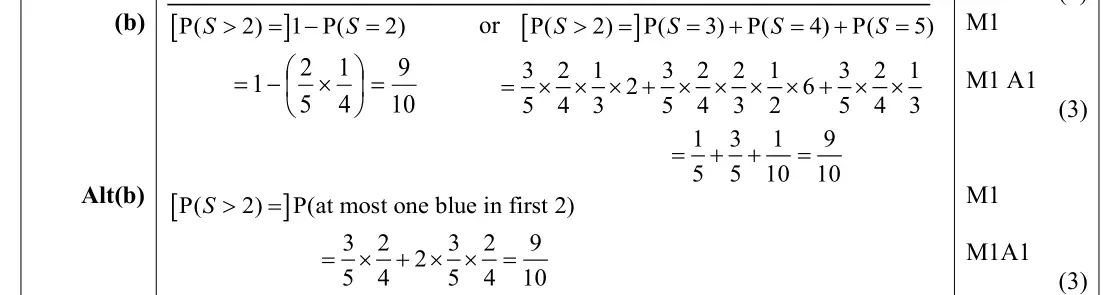 (b) [P(S > 2) =]1 − P(S = 2) or [P(S > 2) =]P(S = 3) + P(S = 4) + P(S = 5) M1
= 1 − (2/5 × 1/4) = 9/10 = 3/5 × 2/4 × 1/3 × 2 + 3/5 × 2/4 × 2/3 × 1/2 × 6 + 3/5 × 2/4 × 1/3 M1 A1
(3)
= 1/5 + 3/5 + 1/10 = 9/10
Alt(b) [P(S > 2) =]P(at most one blue in first 2) M1
= 3/5 × 2/4 + 2 × 3/5 × 2/4 = 9/10 M1A1
(3)